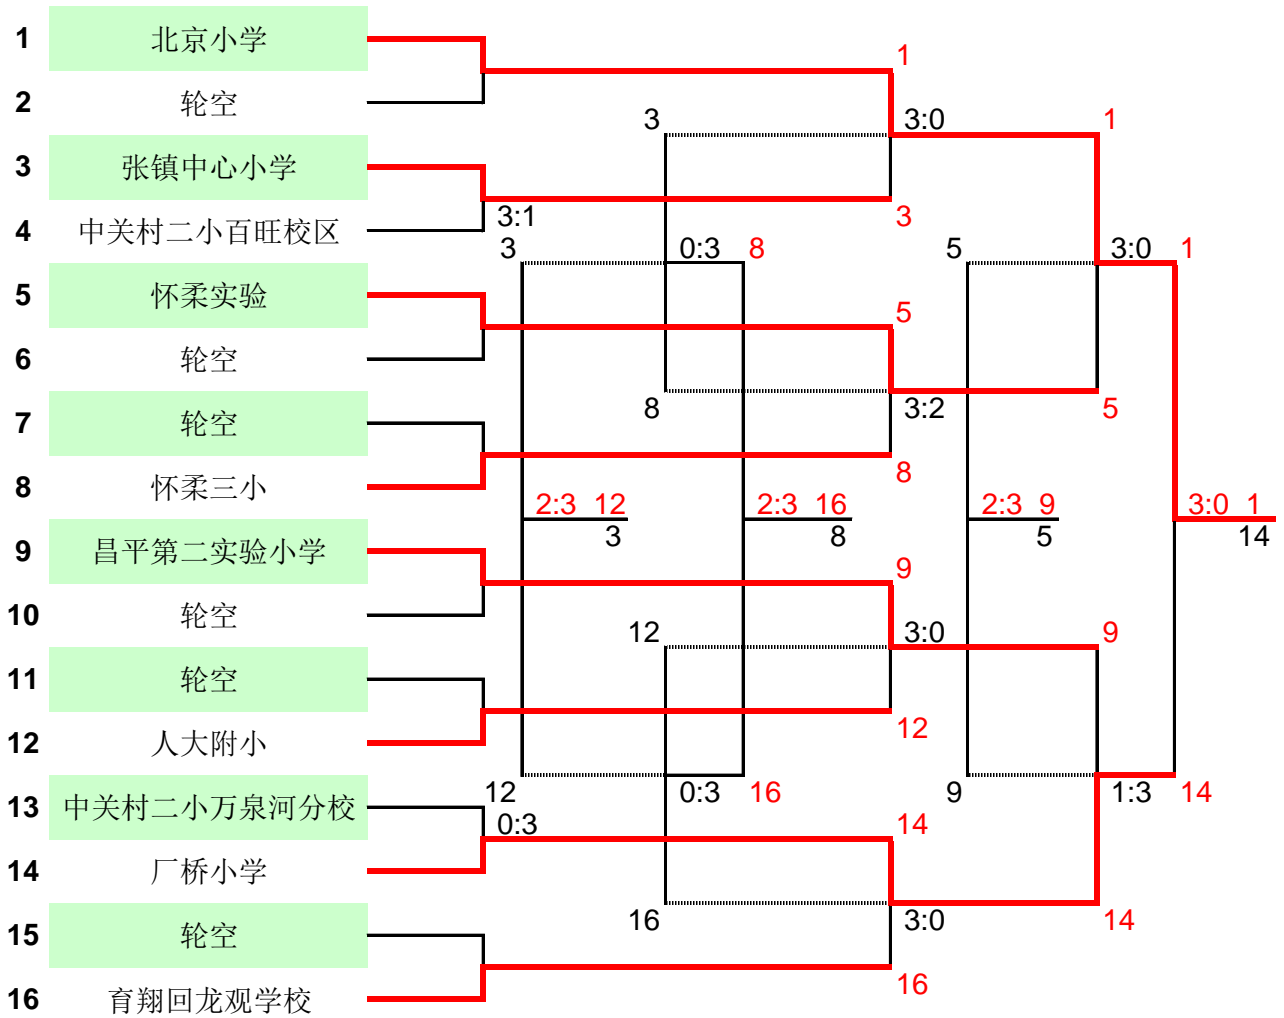 1 北京小学
1
2 轮空
3
3:0
1
3 张镇中心小学
3:1
3
4 中关村二小百旺校区
3
0:3
8
5
3:0
1
5 怀柔实验
5
6 轮空
8
3:2
5
7 轮空
8
8 怀柔三小
2:3 12
3
2:3 16
8
2:3 9
5
3:0 1
14
9 昌平第二实验小学
9
10 轮空
12
3:0
9
11 轮空
12
12 人大附小
12
0:3
16
9
1:3
14
13 中关村二小万泉河分校
0:3
14
14 厂桥小学
16
3:0
14
15 轮空
16
16 育翔回龙观学校